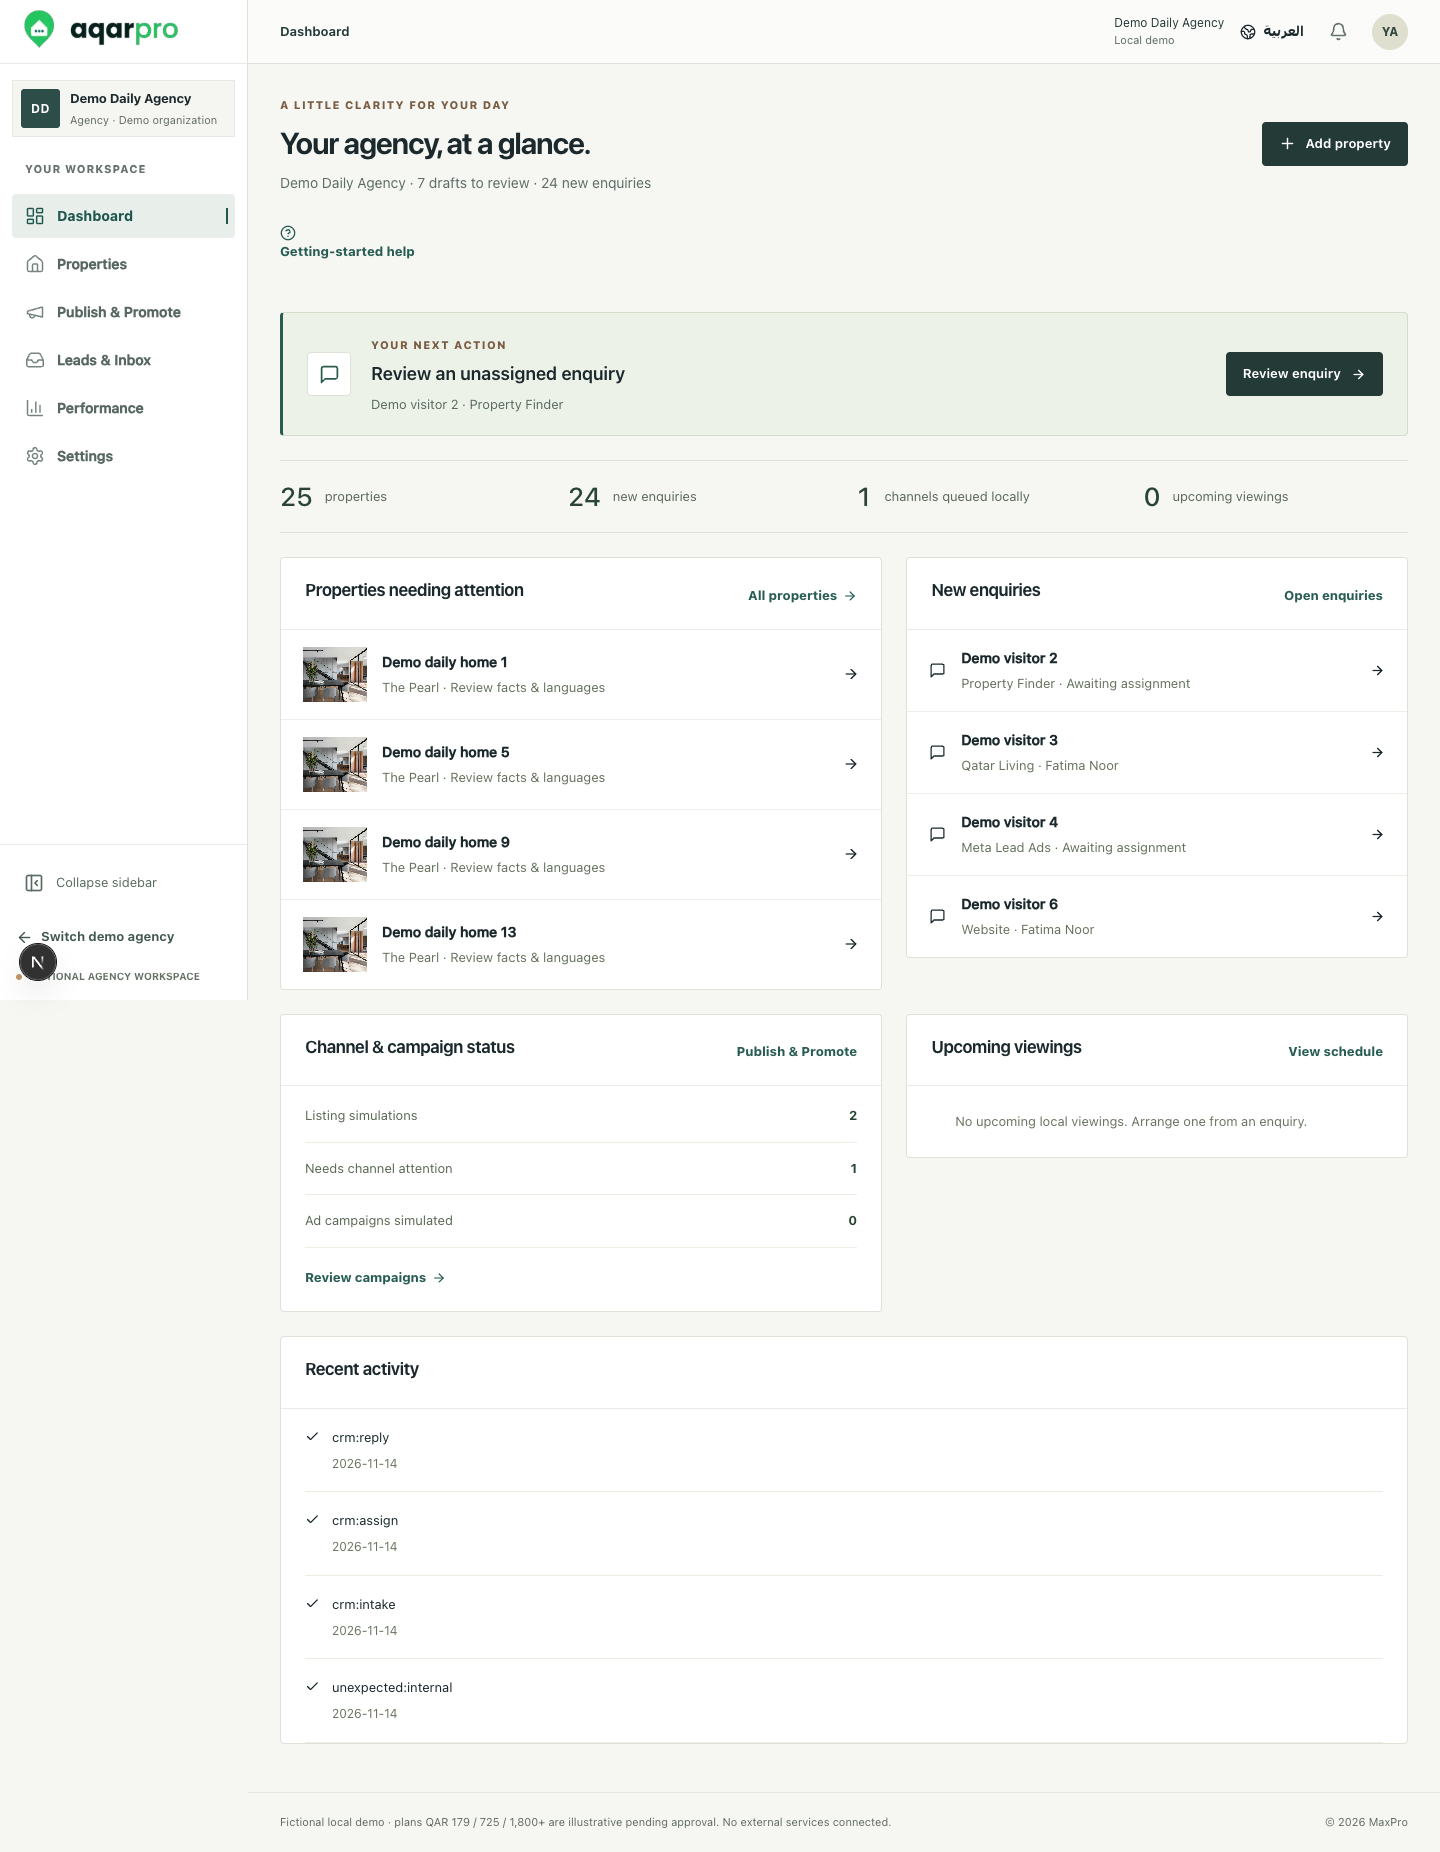 aqarpro
Dashboard
Demo Daily Agency
Local demo
العربية
YA
DD
Demo Daily Agency
Agency · Demo organization
YOUR WORKSPACE
Dashboard
Properties
Publish & Promote
Leads & Inbox
Performance
Settings
Collapse sidebar
Switch demo agency
N
AGENCY WORKSPACE
A LITTLE CLARITY FOR YOUR DAY
Your agency, at a glance.
Demo Daily Agency · 7 drafts to review · 24 new enquiries
Add property
Getting-started help
YOUR NEXT ACTION
Review an unassigned enquiry
Demo visitor 2 · Property Finder
Review enquiry
25 properties
24 new enquiries
1 channels queued locally
0 upcoming viewings
Properties needing attention
All properties
Demo daily home 1
The Pearl · Review facts & languages
Demo daily home 5
The Pearl · Review facts & languages
Demo daily home 9
The Pearl · Review facts & languages
Demo daily home 13
The Pearl · Review facts & languages
New enquiries
Open enquiries
Demo visitor 2
Property Finder · Awaiting assignment
Demo visitor 3
Qatar Living · Fatima Noor
Demo visitor 4
Meta Lead Ads · Awaiting assignment
Demo visitor 6
Website · Fatima Noor
Channel & campaign status
Publish & Promote
Listing simulations 2
Needs channel attention 1
Ad campaigns simulated 0
Review campaigns
Upcoming viewings
View schedule
No upcoming local viewings. Arrange one from an enquiry.
Recent activity
crm:reply
2026-11-14
crm:assign
2026-11-14
crm:intake
2026-11-14
unexpected:internal
2026-11-14
Fictional local demo · plans QAR 179 / 725 / 1,800+ are illustrative pending approval. No external services connected.
© 2026 MaxPro